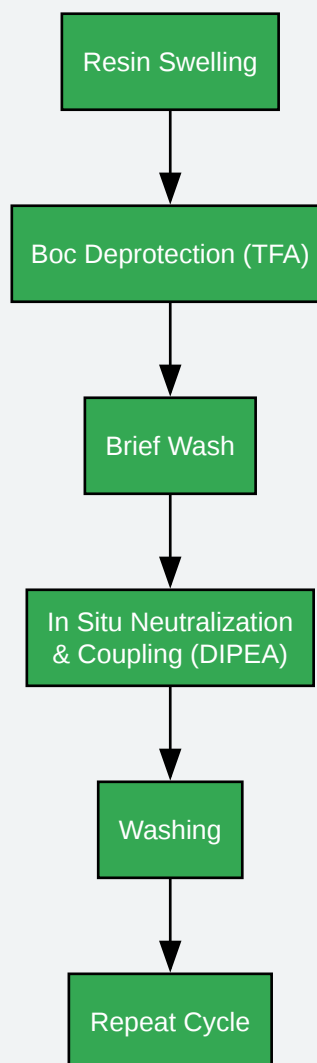 Resin Swelling
Boc Deprotection (TFA)
Brief Wash
In Situ Neutralization
& Coupling (DIPEA)
Washing
Repeat Cycle